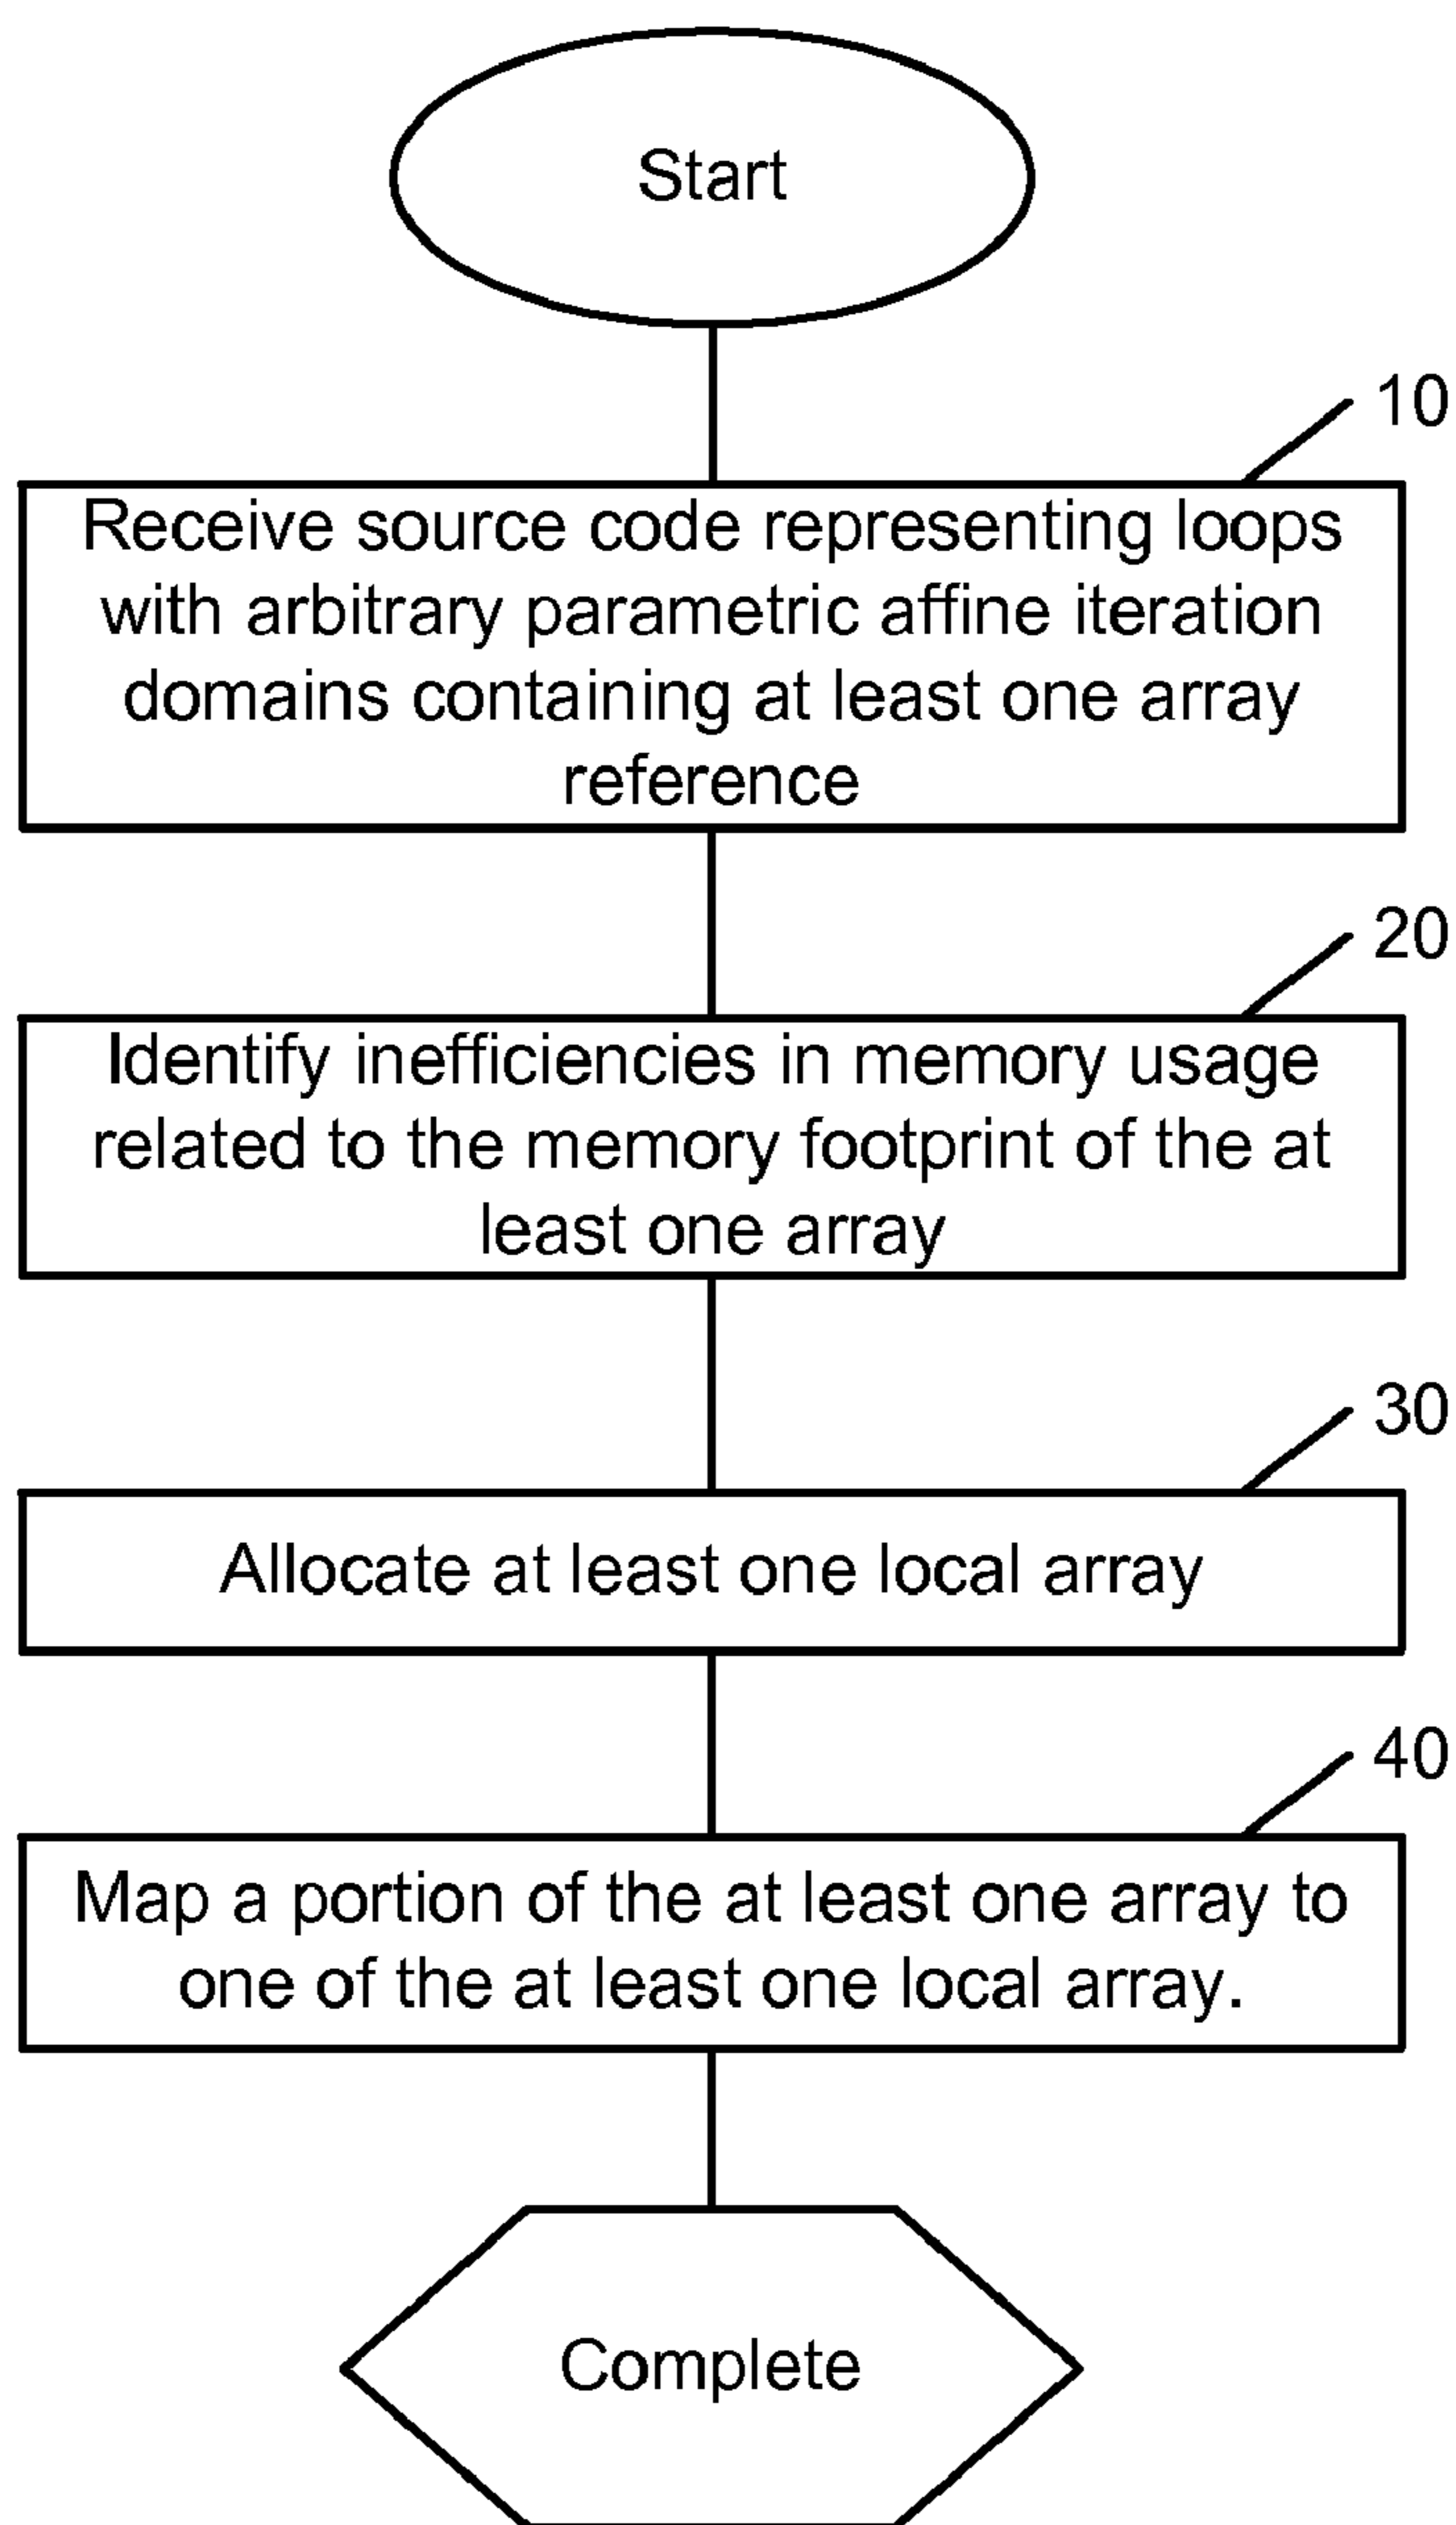 Start
10
Receive source code representing loops
with arbitrary parametric affine iteration
domains containing at least one array
reference
20
Identify inefficiencies in memory usage
related to the memory footprint of the at
least one array
30
Allocate at least one local array
40
Map a portion of the at least one array to
one of the at least one local array.
Complete